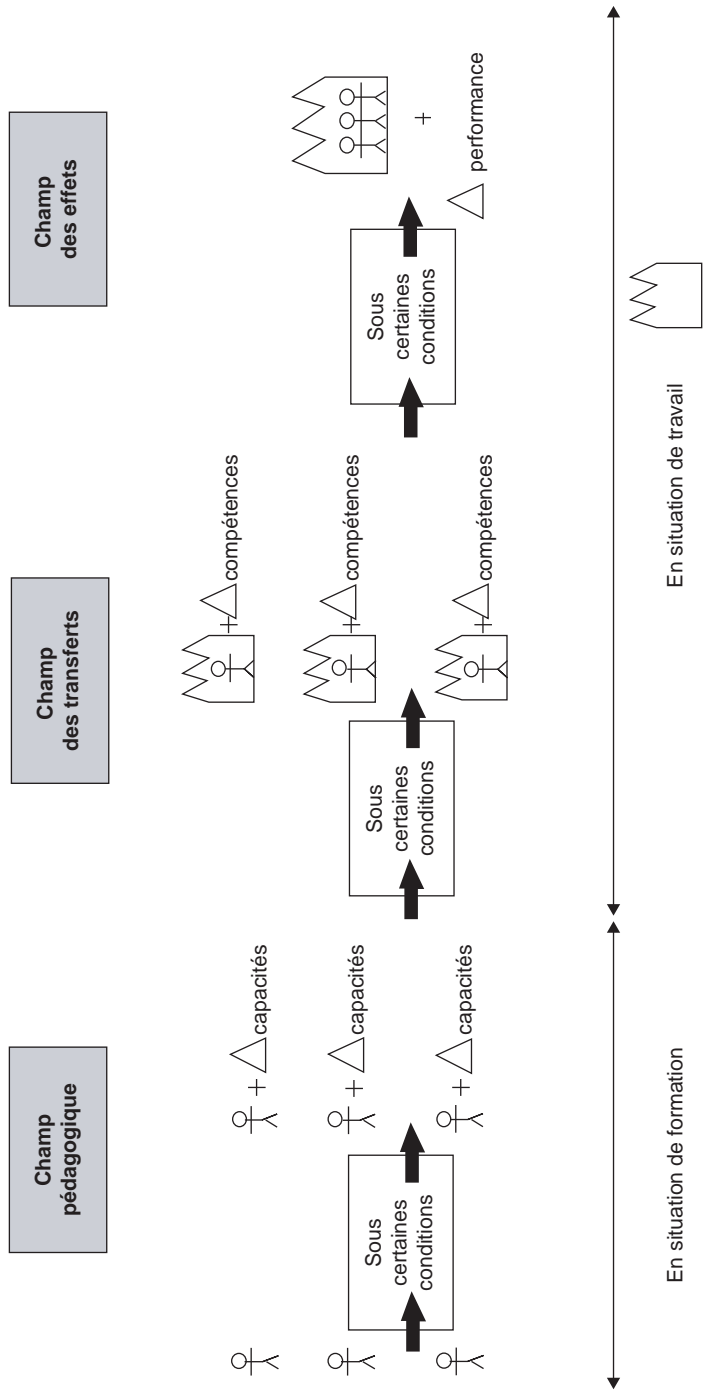 Champ
pédagogique
Champ
des transferts
Champ
des effets
Sous
certaines
conditions
+
capacités
+
capacités
+
capacités
Sous
certaines
conditions
+
compétences
+
compétences
+
compétences
Sous
certaines
conditions
+
performance
En situation de formation
En situation de travail